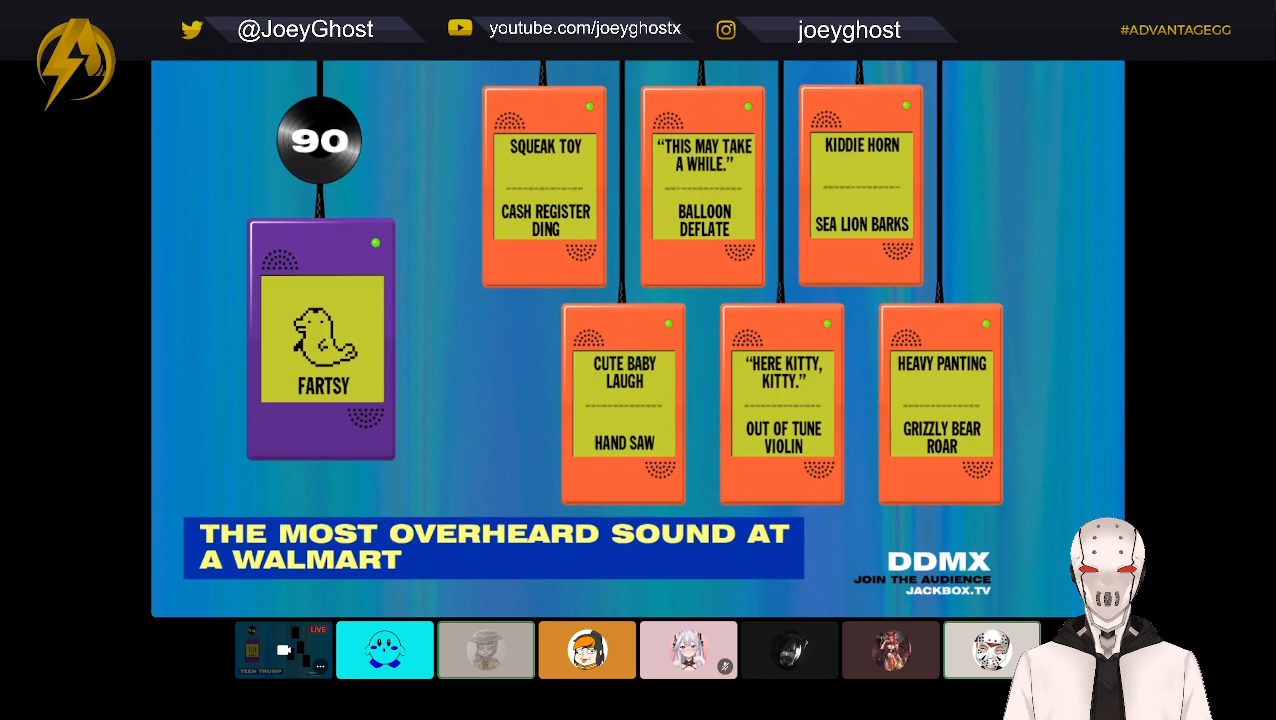 @JoeyGhost
youtube.com/joeyghostx
joeyghost
#ADVANTAGEGG
90
FARTSY
SQUEAK TOY
CASH REGISTER
DING
“THIS MAY TAKE
A WHILE.”
BALLOON
DEFLATE
KIDDIE HORN
SEA LION BARKS
CUTE BABY
LAUGH
HAND SAW
“HERE KITTY,
KITTY.”
OUT OF TUNE
VIOLIN
HEAVY PANTING
GRIZZLY BEAR
ROAR
THE MOST OVERHEARD SOUND AT
A WALMART
DDMX
JOIN THE AUDIENCE
JACKBOX.TV
LIVE
TEEN TRUMP